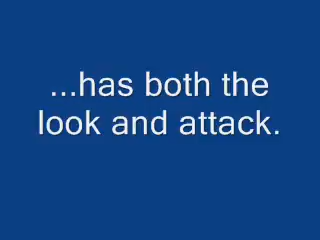 ...has both the
look and attack.